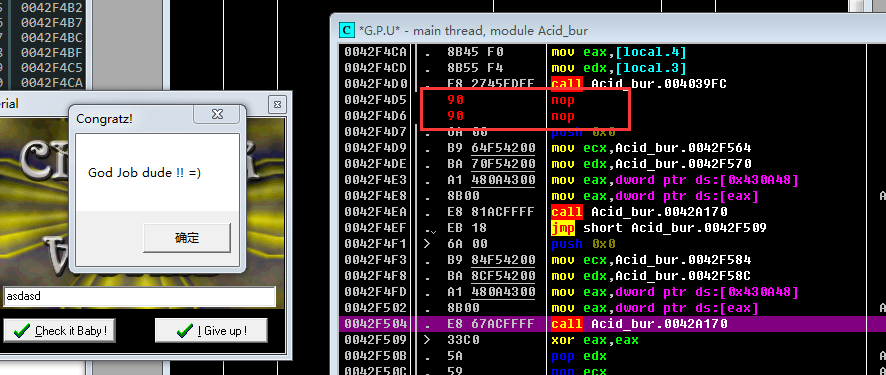 0042F4B2
0042F4B7
0042F4BC
0042F4BF
0042F4C5
0042F4CA
erial
Congratz!
God Job dude !! =)
确定
asdasd
Check it Baby !
I Give up !
C *G.P.U* - main thread, module Acid_bur
0042F4CA . 8B45 F0 mov eax,[local.4]
0042F4CD . 8B55 F4 mov edx,[local.3]
0042F4D0 . E8 2745FDFF call Acid_bur.004039FC
0042F4D5 90 nop
0042F4D6 90 nop
0042F4D7 . 6A 00 push 0x0
0042F4D9 . B9 64F54200 mov ecx,Acid_bur.0042F564
0042F4DE . BA 70F54200 mov edx,Acid_bur.0042F570
0042F4E3 . A1 480A4300 mov eax,dword ptr ds:[0x430A48]
0042F4E8 . 8B00 mov eax,dword ptr ds:[eax]
0042F4EA . E8 81ACFFFF call Acid_bur.0042A170
0042F4EF . EB 18 jmp short Acid_bur.0042F509
0042F4F1 > 6A 00 push 0x0
0042F4F3 . B9 84F54200 mov ecx,Acid_bur.0042F584
0042F4F8 . BA 8CF54200 mov edx,Acid_bur.0042F58C
0042F4FD . A1 480A4300 mov eax,dword ptr ds:[0x430A48]
0042F502 . 8B00 mov eax,dword ptr ds:[eax]
0042F504 . E8 67ACFFFF call Acid_bur.0042A170
0042F509 > 33C0 xor eax,eax
0042F50B . 5A pop edx
0042F50C . 59 pop ecx